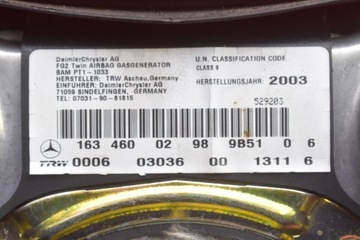 DaimlerChrysler AG
FG2 Twin AIRBAG GASGENERATOR
BAM PT1-1033
HERSTELLER: TRW Aschau,Germany
EINFUHRER: DaimlerChrysler AG
71059 SINDELFINGEN, GERMANY
Tel: 07031-90-81815
U.N. CLASSIFICATION CODE
CLASS 9
HERSTELLUNGSJAHR: 2003
529203
163 460 02 98 9B51 0 6
TRW 0006 03036 00 1311 6